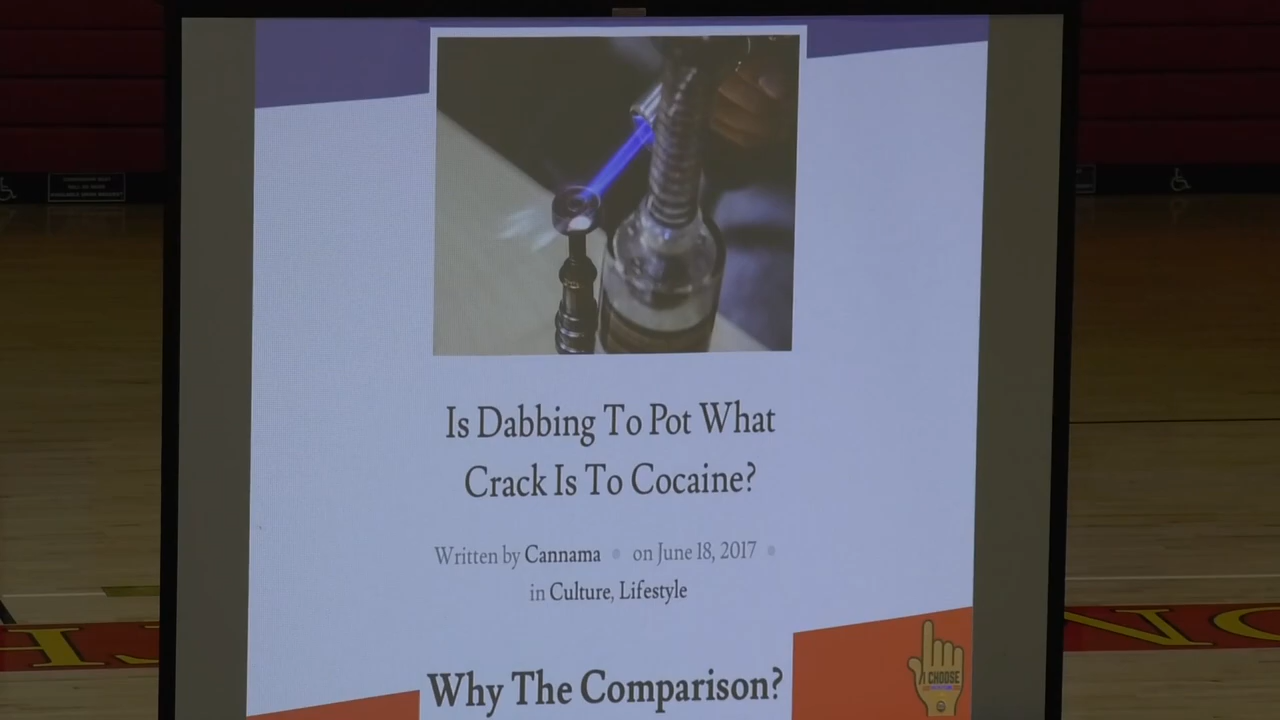 Is Dabbing To Pot What
Crack Is To Cocaine?
Written by Cannama • on June 18, 2017 •
in Culture, Lifestyle
Why The Comparison?
I CHOOSE